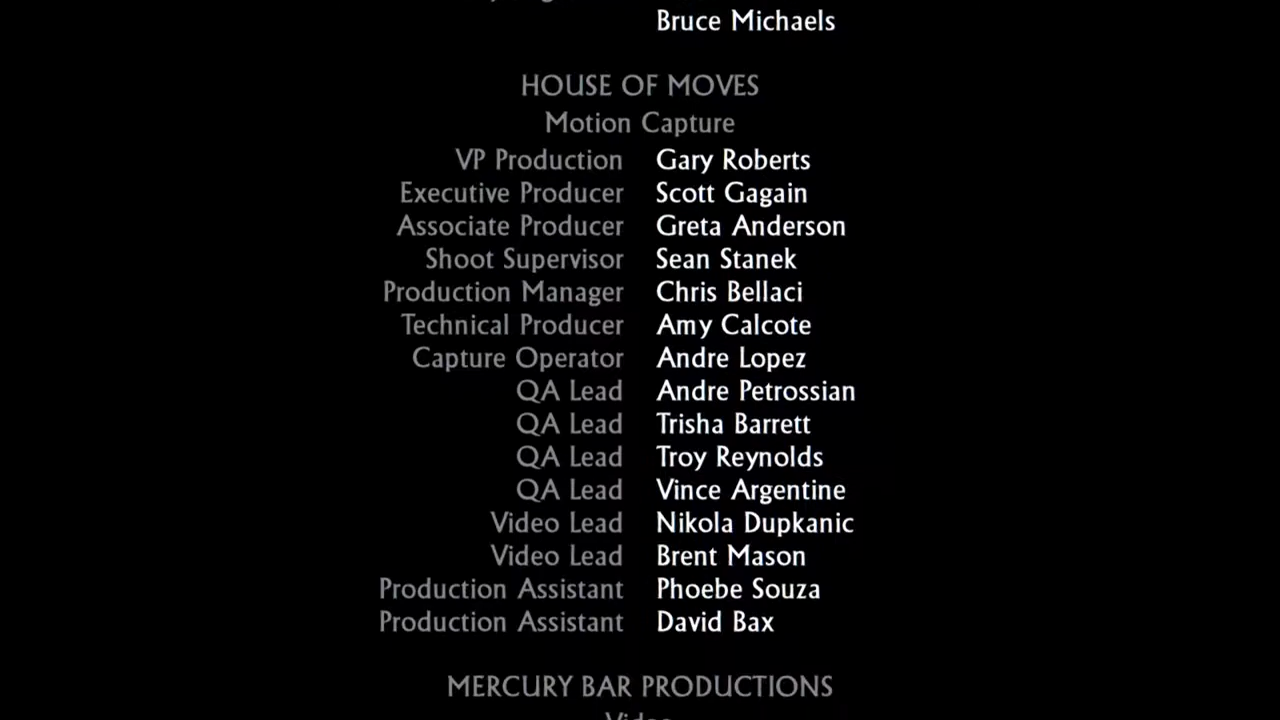 Bruce Michaels
HOUSE OF MOVES
Motion Capture
VP Production Gary Roberts
Executive Producer Scott Gagain
Associate Producer Greta Anderson
Shoot Supervisor Sean Stanek
Production Manager Chris Bellaci
Technical Producer Amy Calcote
Capture Operator Andre Lopez
QA Lead Andre Petrossian
QA Lead Trisha Barrett
QA Lead Troy Reynolds
QA Lead Vince Argentine
Video Lead Nikola Dupkanic
Video Lead Brent Mason
Production Assistant Phoebe Souza
Production Assistant David Bax
MERCURY BAR PRODUCTIONS
Video